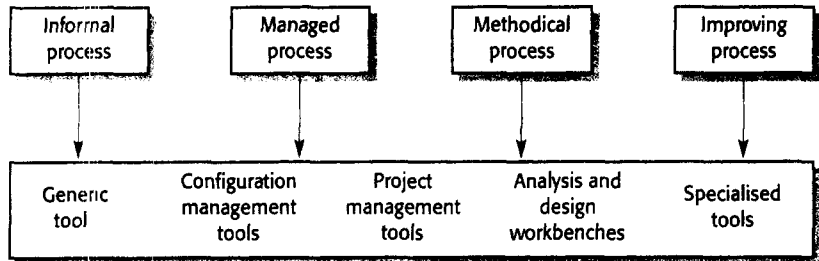 Informal
process
Managed
process
Methodical
process
Improving
process
Generic
tool
Configuration
management
tools
Project
management
tools
Analysis and
design
workbenches
Specialised
tools